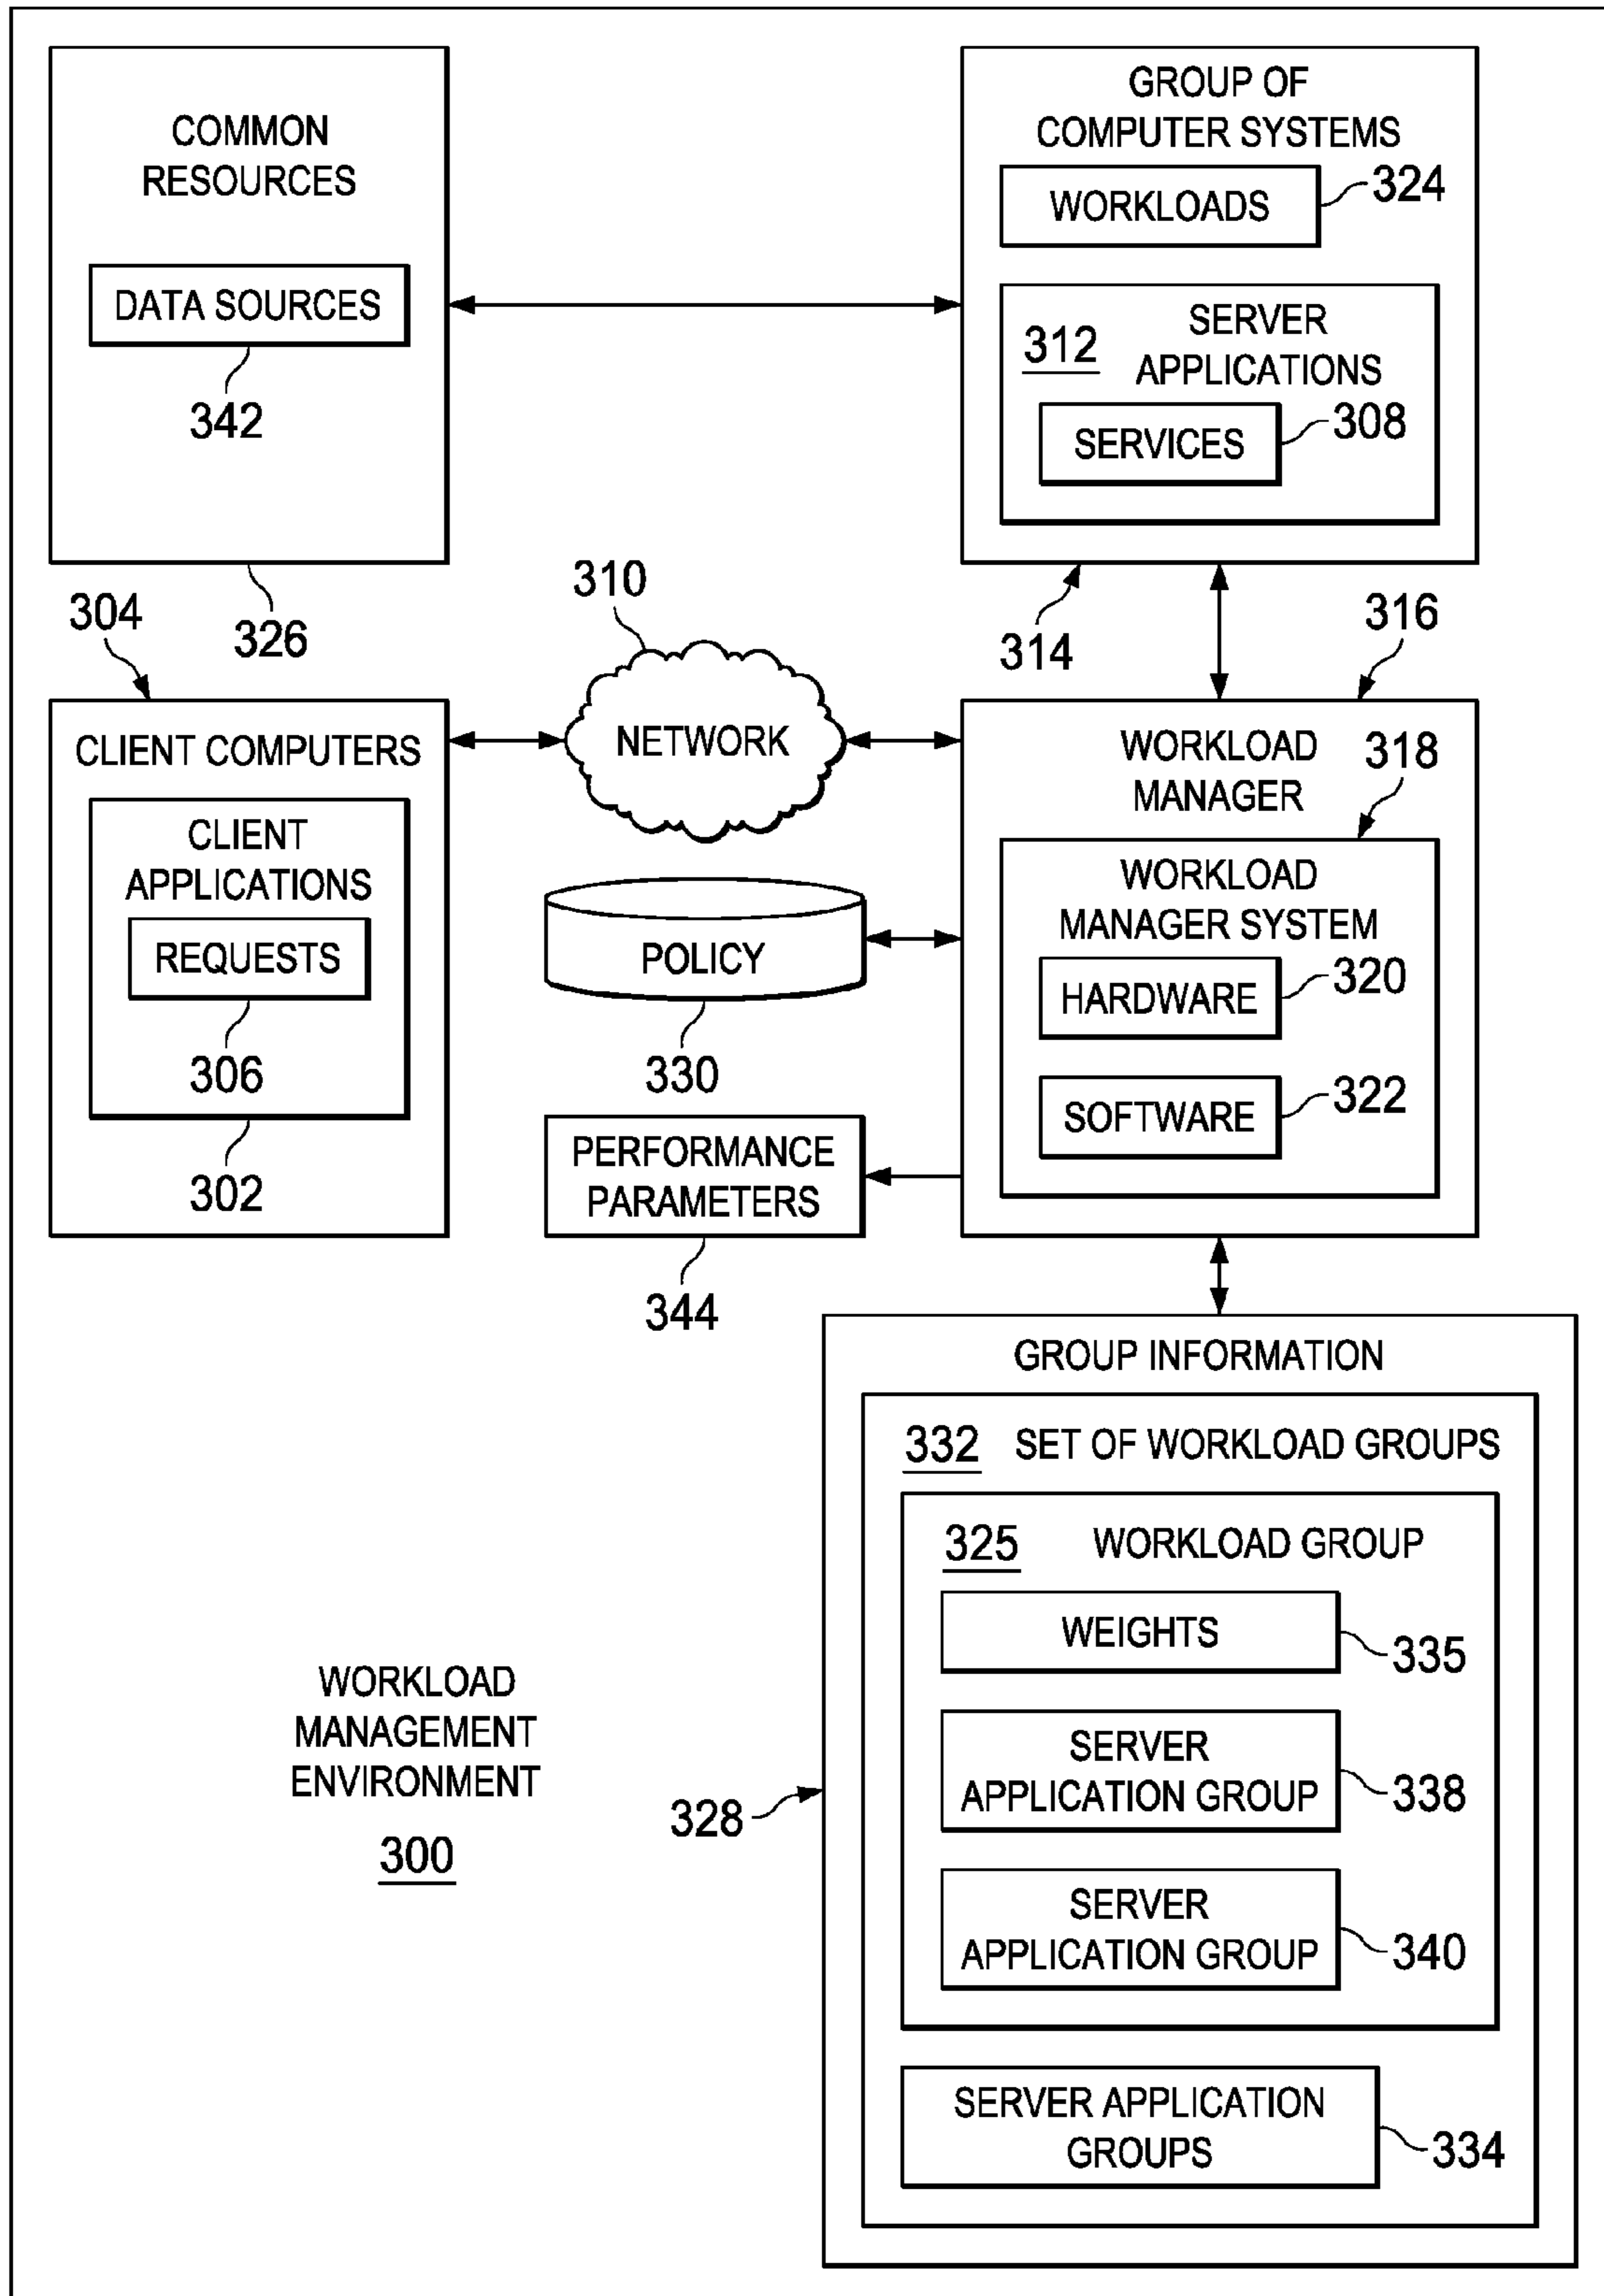 COMMON
RESOURCES
DATA SOURCES
342
326
GROUP OF
COMPUTER SYSTEMS
WORKLOADS
324
312
SERVER
APPLICATIONS
SERVICES
308
314
304
CLIENT COMPUTERS
CLIENT
APPLICATIONS
REQUESTS
306
302
310
NETWORK
POLICY
330
PERFORMANCE
PARAMETERS
344
316
WORKLOAD
MANAGER
318
WORKLOAD
MANAGER SYSTEM
HARDWARE
320
SOFTWARE
322
GROUP INFORMATION
332 SET OF WORKLOAD GROUPS
325 WORKLOAD GROUP
WEIGHTS
335
SERVER
APPLICATION GROUP
338
SERVER
APPLICATION GROUP
340
SERVER APPLICATION
GROUPS
334
328
WORKLOAD
MANAGEMENT
ENVIRONMENT
300